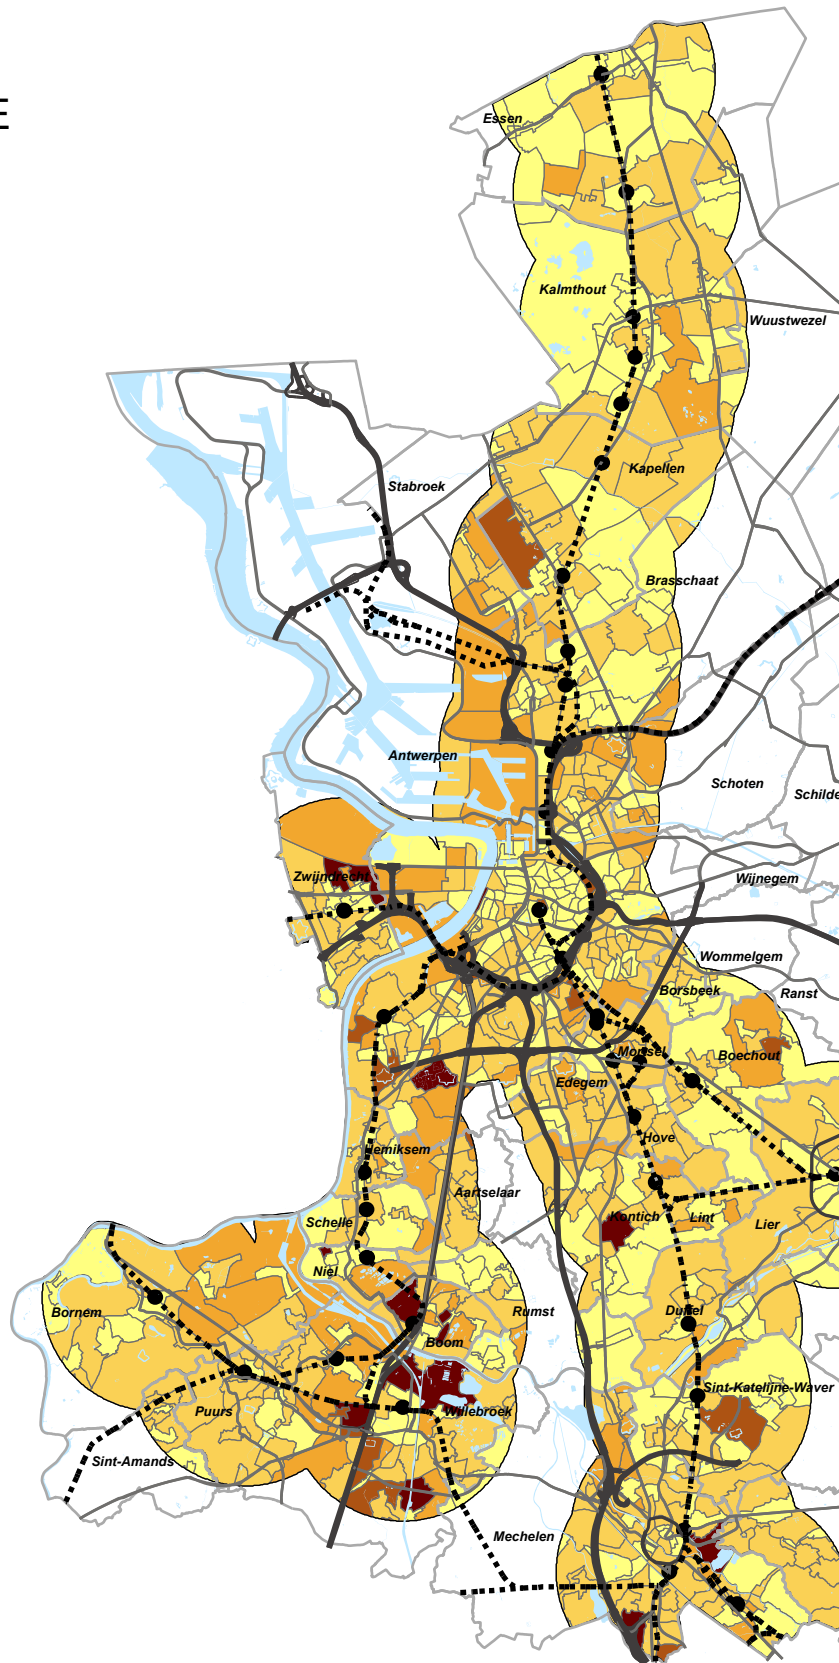 E
Essen
Kalmthout
Wuustwezel
Kapellen
Stabroek
Brasschaat
Antwerpen
Schoten
Schilde
Zwijndrecht
Wijnegem
Wommelgem
Borsbeek
Ranst
Mortsel
Boechout
Edegem
Hove
Hemiksem
Aartselaar
Schelle
Kontich
Lint
Lier
Niel
Bornem
Rumst
Duffel
Boom
Sint-Katelijne-Waver
Puurs
Willebroek
Sint-Amands
Mechelen